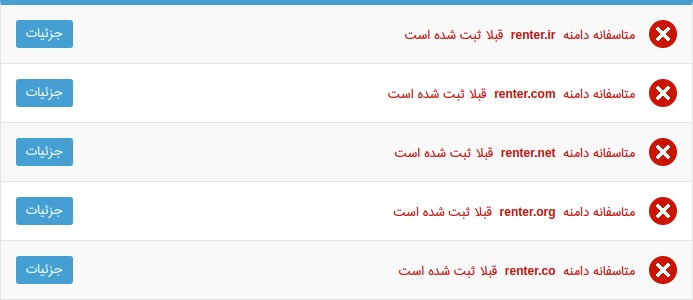 متاسفانه دامنه renter.ir قبلا ثبت شده است جزئیات
متاسفانه دامنه renter.com قبلا ثبت شده است جزئیات
متاسفانه دامنه renter.net قبلا ثبت شده است جزئیات
متاسفانه دامنه renter.org قبلا ثبت شده است جزئیات
متاسفانه دامنه renter.co قبلا ثبت شده است جزئیات